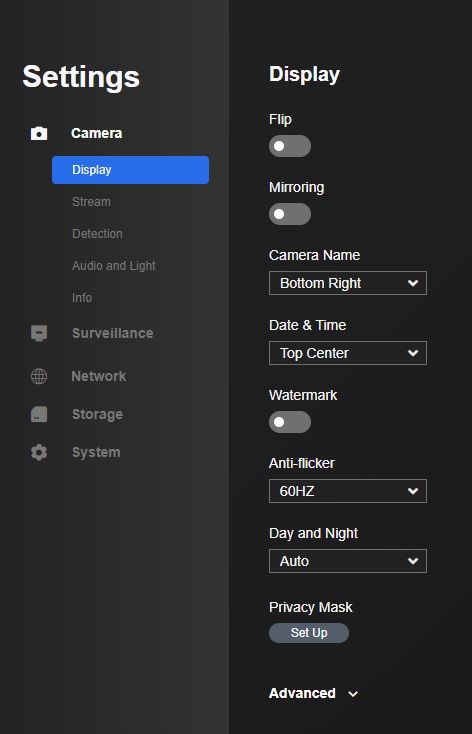 Settings
Camera
Display
Stream
Detection
Audio and Light
Info
Surveillance
Network
Storage
System
Display
Flip
Mirroring
Camera Name
Bottom Right
Date & Time
Top Center
Watermark
Anti-flicker
60HZ
Day and Night
Auto
Privacy Mask
Set Up
Advanced